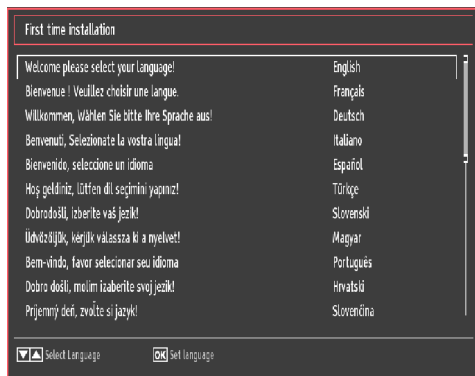 First time installation
Welcome please select your language! English
Bienvenue ! Veuillez choisir une langue. Français
Willkommen, Wählen Sie bitte Ihre Sprache aus! Deutsch
Benvenuti, Selezionate la vostra lingua! Italiano
Bienvenido, seleccione un idioma Español
Hoş geldiniz, lütfen dil seçimini yapınız! Türkçe
Dobrodošli, izberite vaš jezik! Slovenski
Üdvözöljük, kérjük válassza ki a nyelvet! Magyar
Bem-vindo, favor selecionar seu idioma Português
Dobro došli, molim izaberite svoj jezik! Hrvatski
Príjemný deň, zvoľte si jazyk! Slovenčina
Select Language OK Set language